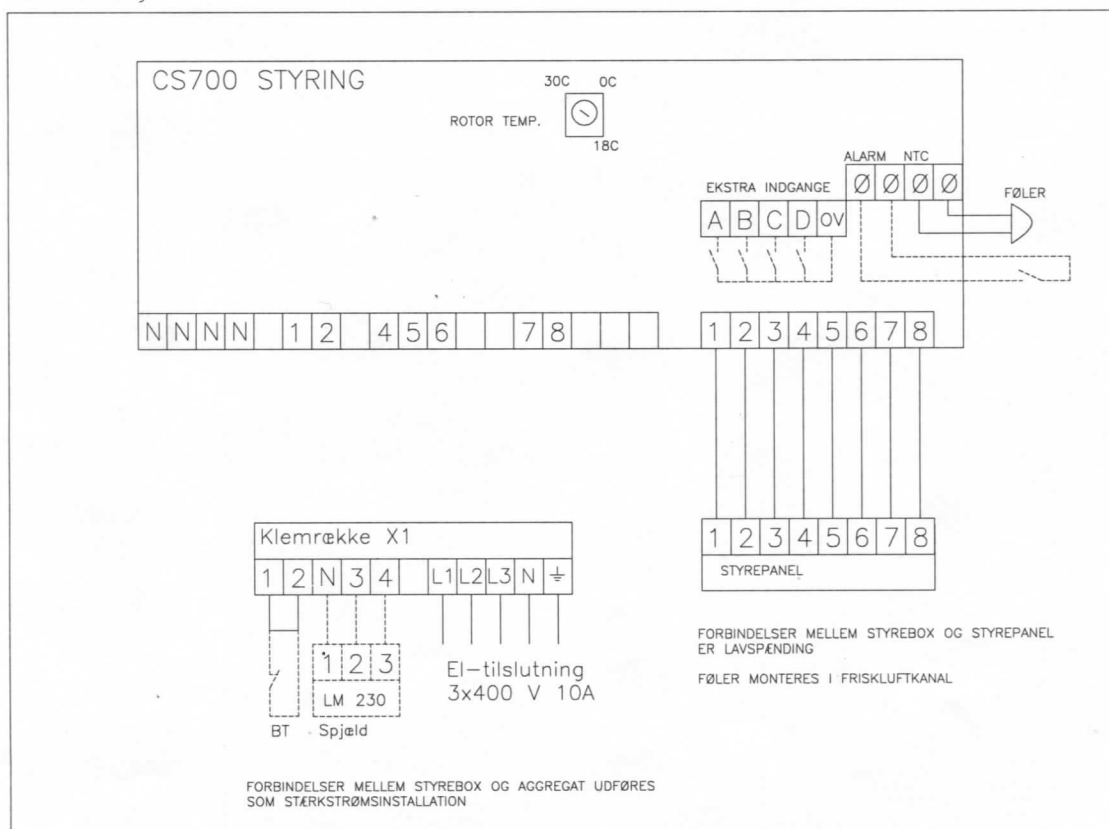 CS700 STYRING
30C 0C
ROTOR TEMP.
18C
ALARM NTC
EKSTRA INDGANGE Ø Ø Ø Ø
FØLER
A B C D 0V
N N N N 1 2 4 5 6 7 8
1 2 3 4 5 6 7 8
Klemrække X1
1 2 N 3 4 L1 L2 L3 N ⏚
1 2 3 4 5 6 7 8
STYREPANEL
1 2 3
LM 230
BT Spjæld
El-tilslutning
3x400 V 10A
FORBINDELSER MELLEM STYREBOX OG STYREPANEL
ER LAVSPÆNDING
FØLER MONTERES I FRISKLUFTKANAL
FORBINDELSER MELLEM STYREBOX OG AGGREGAT UDFØRES
SOM STÆRKSTRØMSINSTALLATION